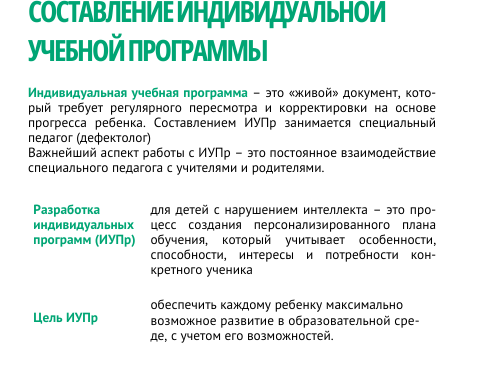 СОСТАВЛЕНИЕ ИНДИВИДУАЛЬНОЙ
УЧЕБНОЙ ПРОГРАММЫ
Индивидуальная учебная программа – это «живой» документ, кото-
рый требует регулярного пересмотра и корректировки на основе
прогресса ребенка. Составлением ИУПр занимается специальный
педагог (дефектолог)
Важнейший аспект работы с ИУПр – это постоянное взаимодействие
специального педагога с учителями и родителями.
Разработка
индивидуальных
программ (ИУПр)
для детей с нарушением интеллекта – это про-
цесс создания персонализированного плана
обучения, который учитывает особенности,
способности, интересы и потребности кон-
кретного ученика
Цель ИУПр
обеспечить каждому ребенку максимально
возможное развитие в образовательной сре-
де, с учетом его возможностей.